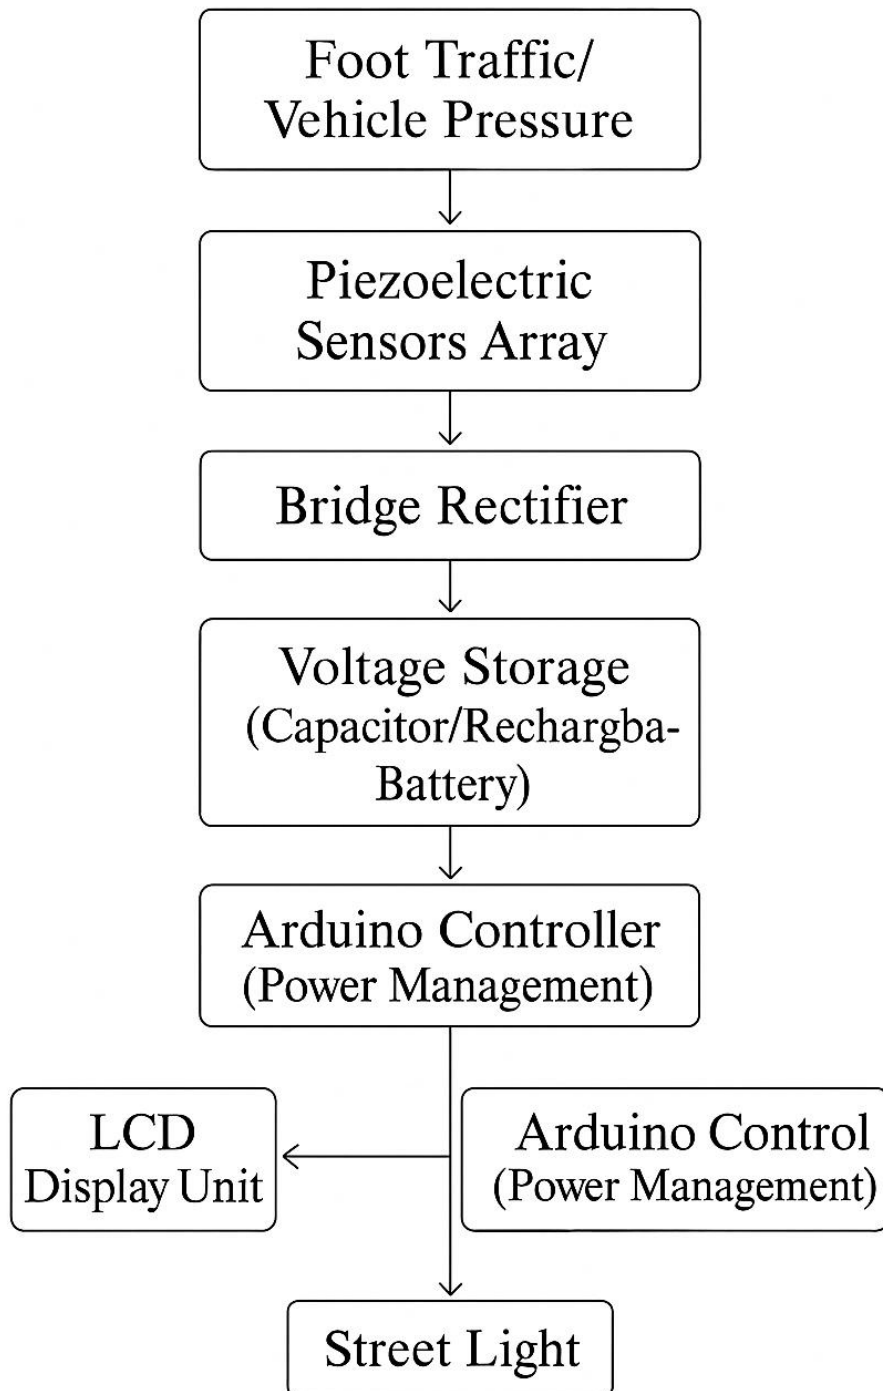 Foot Traffic/
Vehicle Pressure
Piezoelectric
Sensors Array
Bridge Rectifier
Voltage Storage
(Capacitor/Rechargba-
Battery)
Arduino Controller
(Power Management)
LCD
Display Unit
Arduino Control
(Power Management)
Street Light